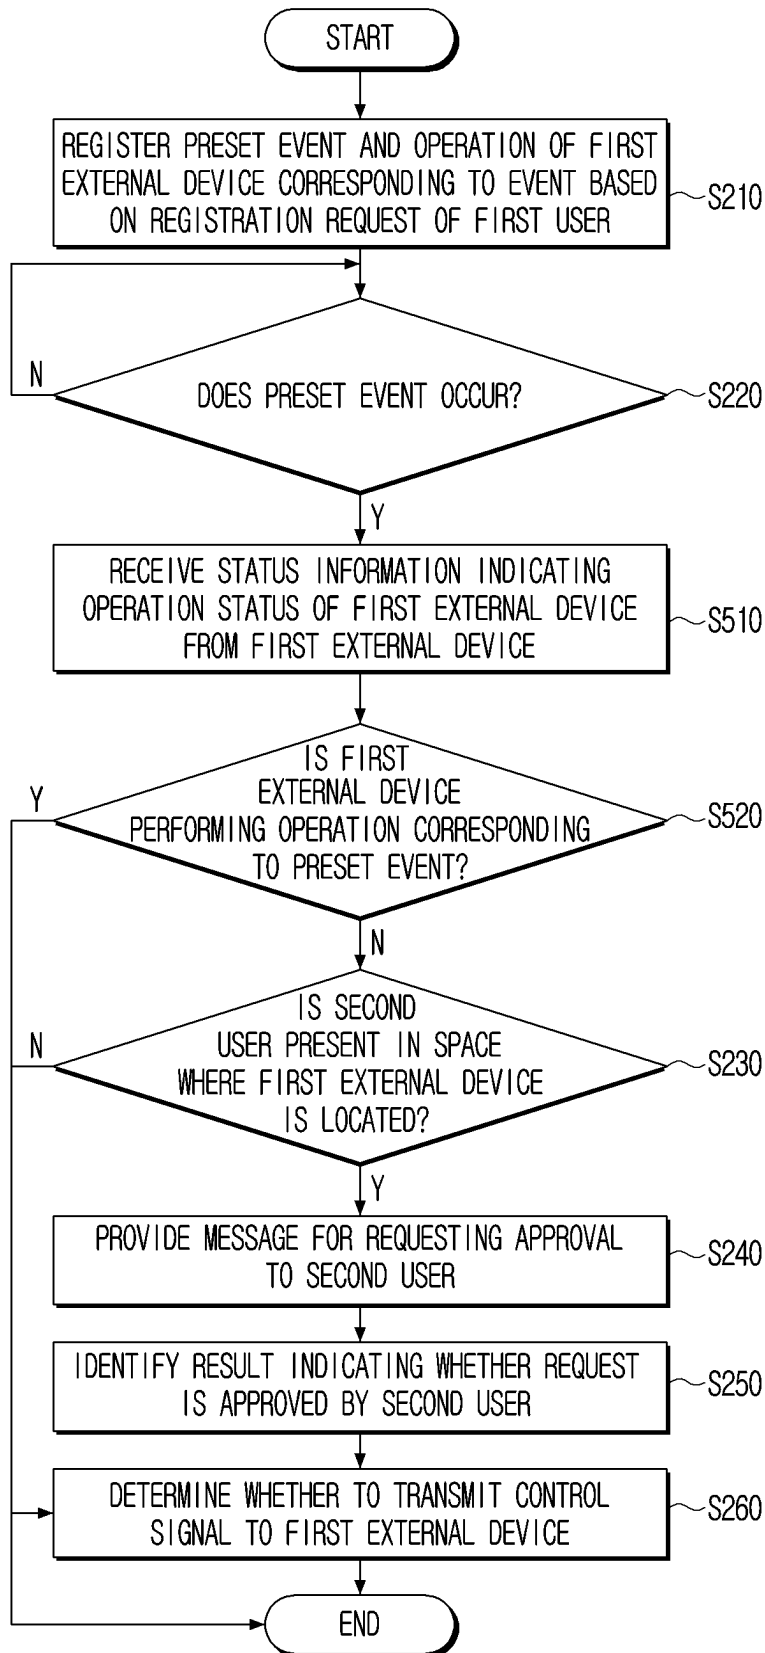 START
REGISTER PRESET EVENT AND OPERATION OF FIRST
EXTERNAL DEVICE CORRESPONDING TO EVENT BASED
ON REGISTRATION REQUEST OF FIRST USER
S210
N
DOES PRESET EVENT OCCUR?
S220
Y
RECEIVE STATUS INFORMATION INDICATING
OPERATION STATUS OF FIRST EXTERNAL DEVICE
FROM FIRST EXTERNAL DEVICE
S510
Y
IS FIRST
EXTERNAL DEVICE
PERFORMING OPERATION CORRESPONDING
TO PRESET EVENT?
S520
N
N
IS SECOND
USER PRESENT IN SPACE
WHERE FIRST EXTERNAL DEVICE
IS LOCATED?
S230
Y
PROVIDE MESSAGE FOR REQUESTING APPROVAL
TO SECOND USER
S240
IDENTIFY RESULT INDICATING WHETHER REQUEST
IS APPROVED BY SECOND USER
S250
DETERMINE WHETHER TO TRANSMIT CONTROL
SIGNAL TO FIRST EXTERNAL DEVICE
S260
END